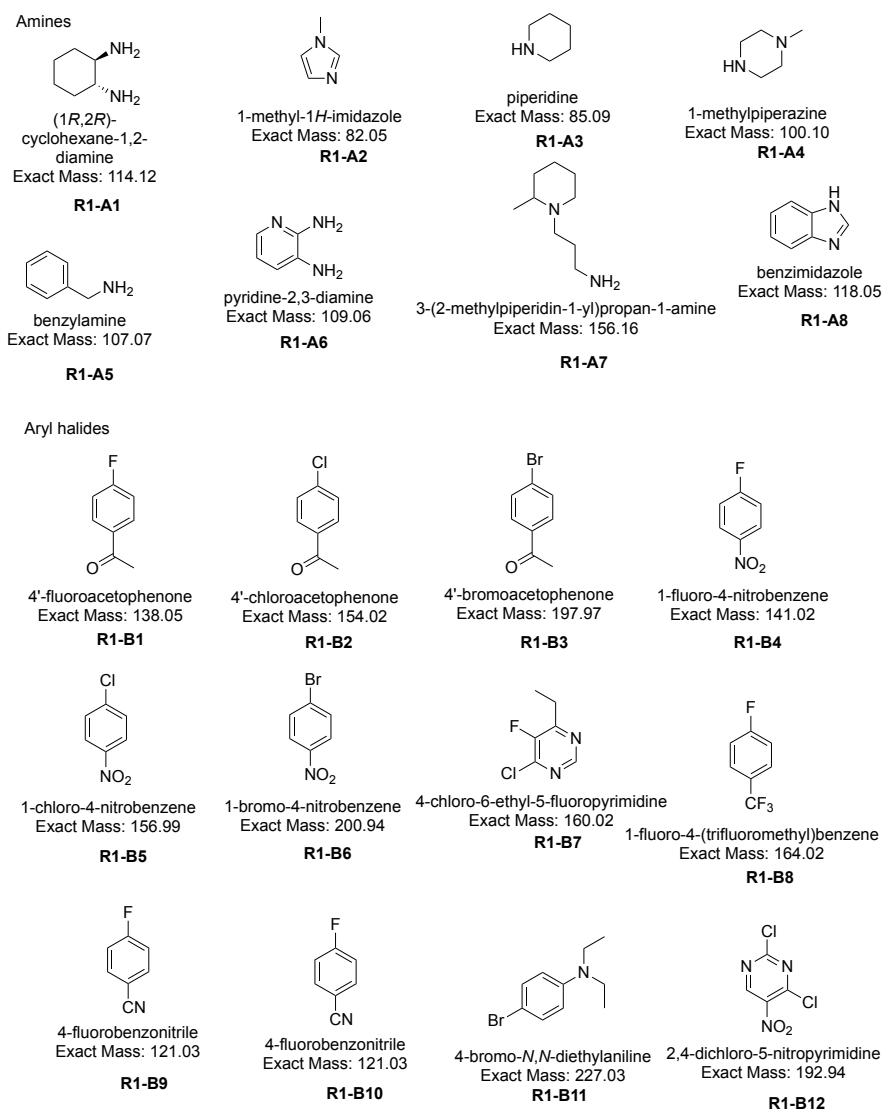 Amines
NH2
NH2
(1R,2R)-
cyclohexane-1,2-
diamine
Exact Mass: 114.12
R1-A1
N
N
1-methyl-1H-imidazole
Exact Mass: 82.05
R1-A2
HN
piperidine
Exact Mass: 85.09
R1-A3
N
HN
1-methylpiperazine
Exact Mass: 100.10
R1-A4
NH2
benzylamine
Exact Mass: 107.07
R1-A5
N
NH2
NH2
pyridine-2,3-diamine
Exact Mass: 109.06
R1-A6
N
NH2
3-(2-methylpiperidin-1-yl)propan-1-amine
Exact Mass: 156.16
R1-A7
H
N
N
benzimidazole
Exact Mass: 118.05
R1-A8
Aryl halides
F
O
4'-fluoroacetophenone
Exact Mass: 138.05
R1-B1
Cl
O
4'-chloroacetophenone
Exact Mass: 154.02
R1-B2
Br
O
4'-bromoacetophenone
Exact Mass: 197.97
R1-B3
F
NO2
1-fluoro-4-nitrobenzene
Exact Mass: 141.02
R1-B4
Cl
NO2
1-chloro-4-nitrobenzene
Exact Mass: 156.99
R1-B5
Br
NO2
1-bromo-4-nitrobenzene
Exact Mass: 200.94
R1-B6
F
N
Cl
N
4-chloro-6-ethyl-5-fluoropyrimidine
Exact Mass: 160.02
R1-B7
F
CF3
1-fluoro-4-(trifluoromethyl)benzene
Exact Mass: 164.02
R1-B8
F
CN
4-fluorobenzonitrile
Exact Mass: 121.03
R1-B9
F
CN
4-fluorobenzonitrile
Exact Mass: 121.03
R1-B10
N
Br
4-bromo-N,N-diethylaniline
Exact Mass: 227.03
R1-B11
Cl
N
N
Cl
NO2
2,4-dichloro-5-nitropyrimidine
Exact Mass: 192.94
R1-B12